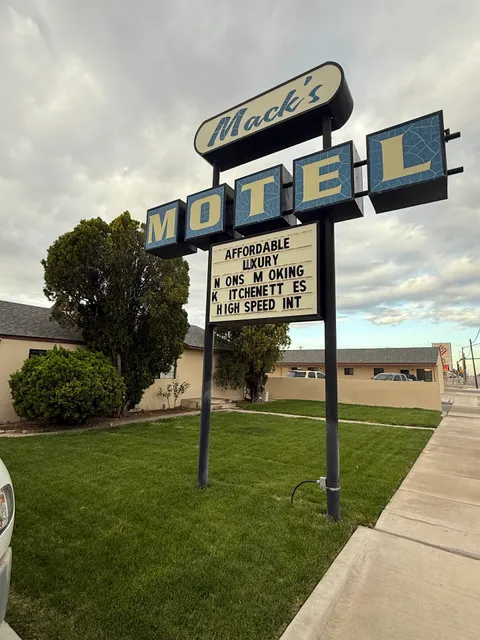 Mack's
MOTEL
AFFORDABLE
LUXURY
N ONS M OKING
K ITCHENETT ES
HIGH SPEED INT